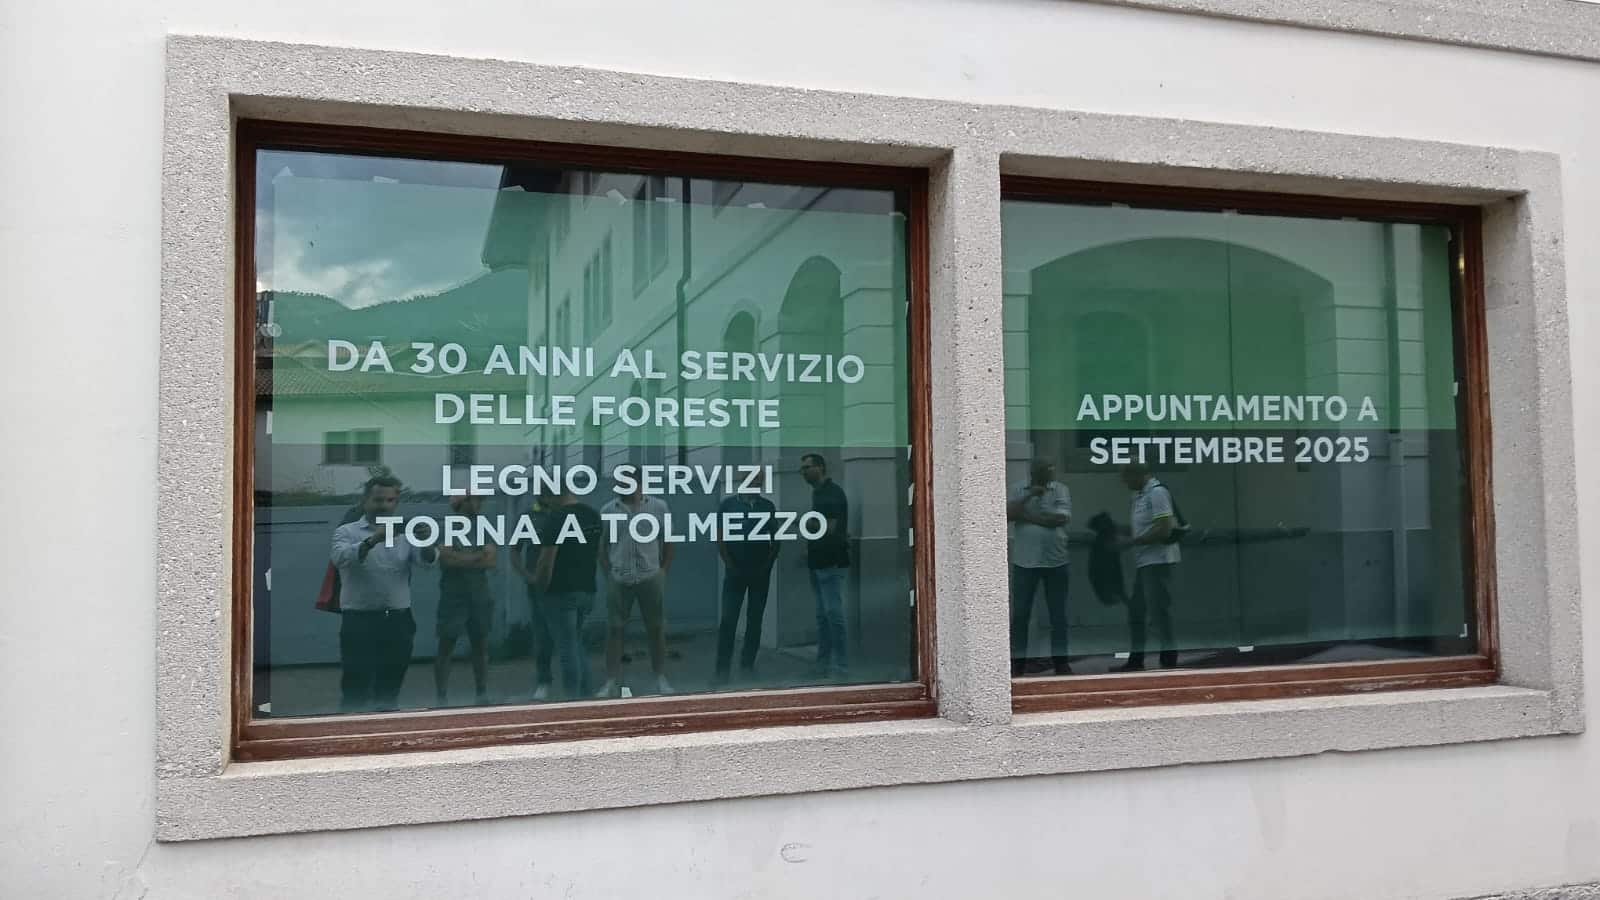 DA 30 ANNI AL SERVIZIO
DELLE FORESTE
LEGNO SERVIZI
TORNA A TOLMEZZO
APPUNTAMENTO A
SETTEMBRE 2025